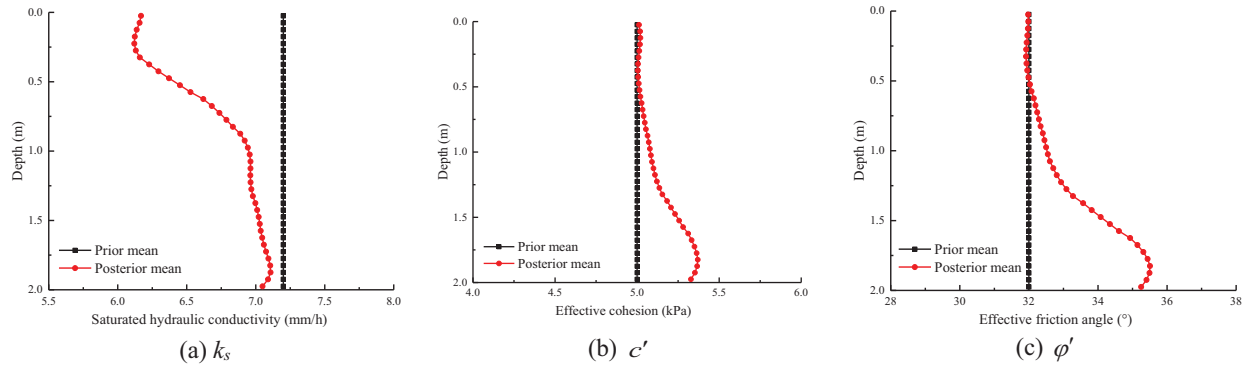 0.0
0.5
1.0
1.5
2.0
Depth (m)
Prior mean
Posterior mean
5.5 6.0 6.5 7.0 7.5 8.0
Saturated hydraulic conductivity (mm/h)
(a) kₛ
0.0
0.5
1.0
1.5
2.0
Depth (m)
Prior mean
Posterior mean
4.0 4.5 5.0 5.5 6.0
Effective cohesion (kPa)
(b) c′
0.0
0.5
1.0
1.5
2.0
Depth (m)
Prior mean
Posterior mean
28 30 32 34 36 38
Effective friction angle (°)
(c) φ′